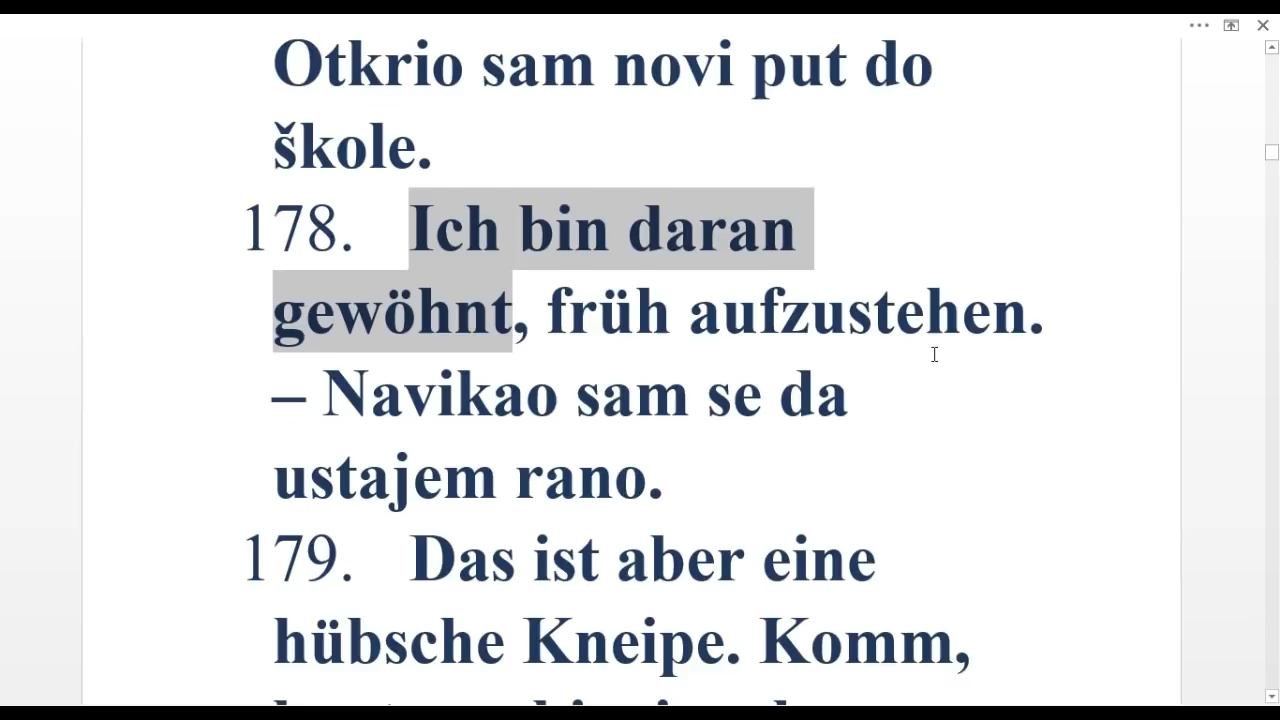 Otkrio sam novi put do
škole.
178. Ich bin daran
gewöhnt, früh aufzustehen.
– Navikao sam se da
ustajem rano.
179. Das ist aber eine
hübsche Kneipe. Komm,